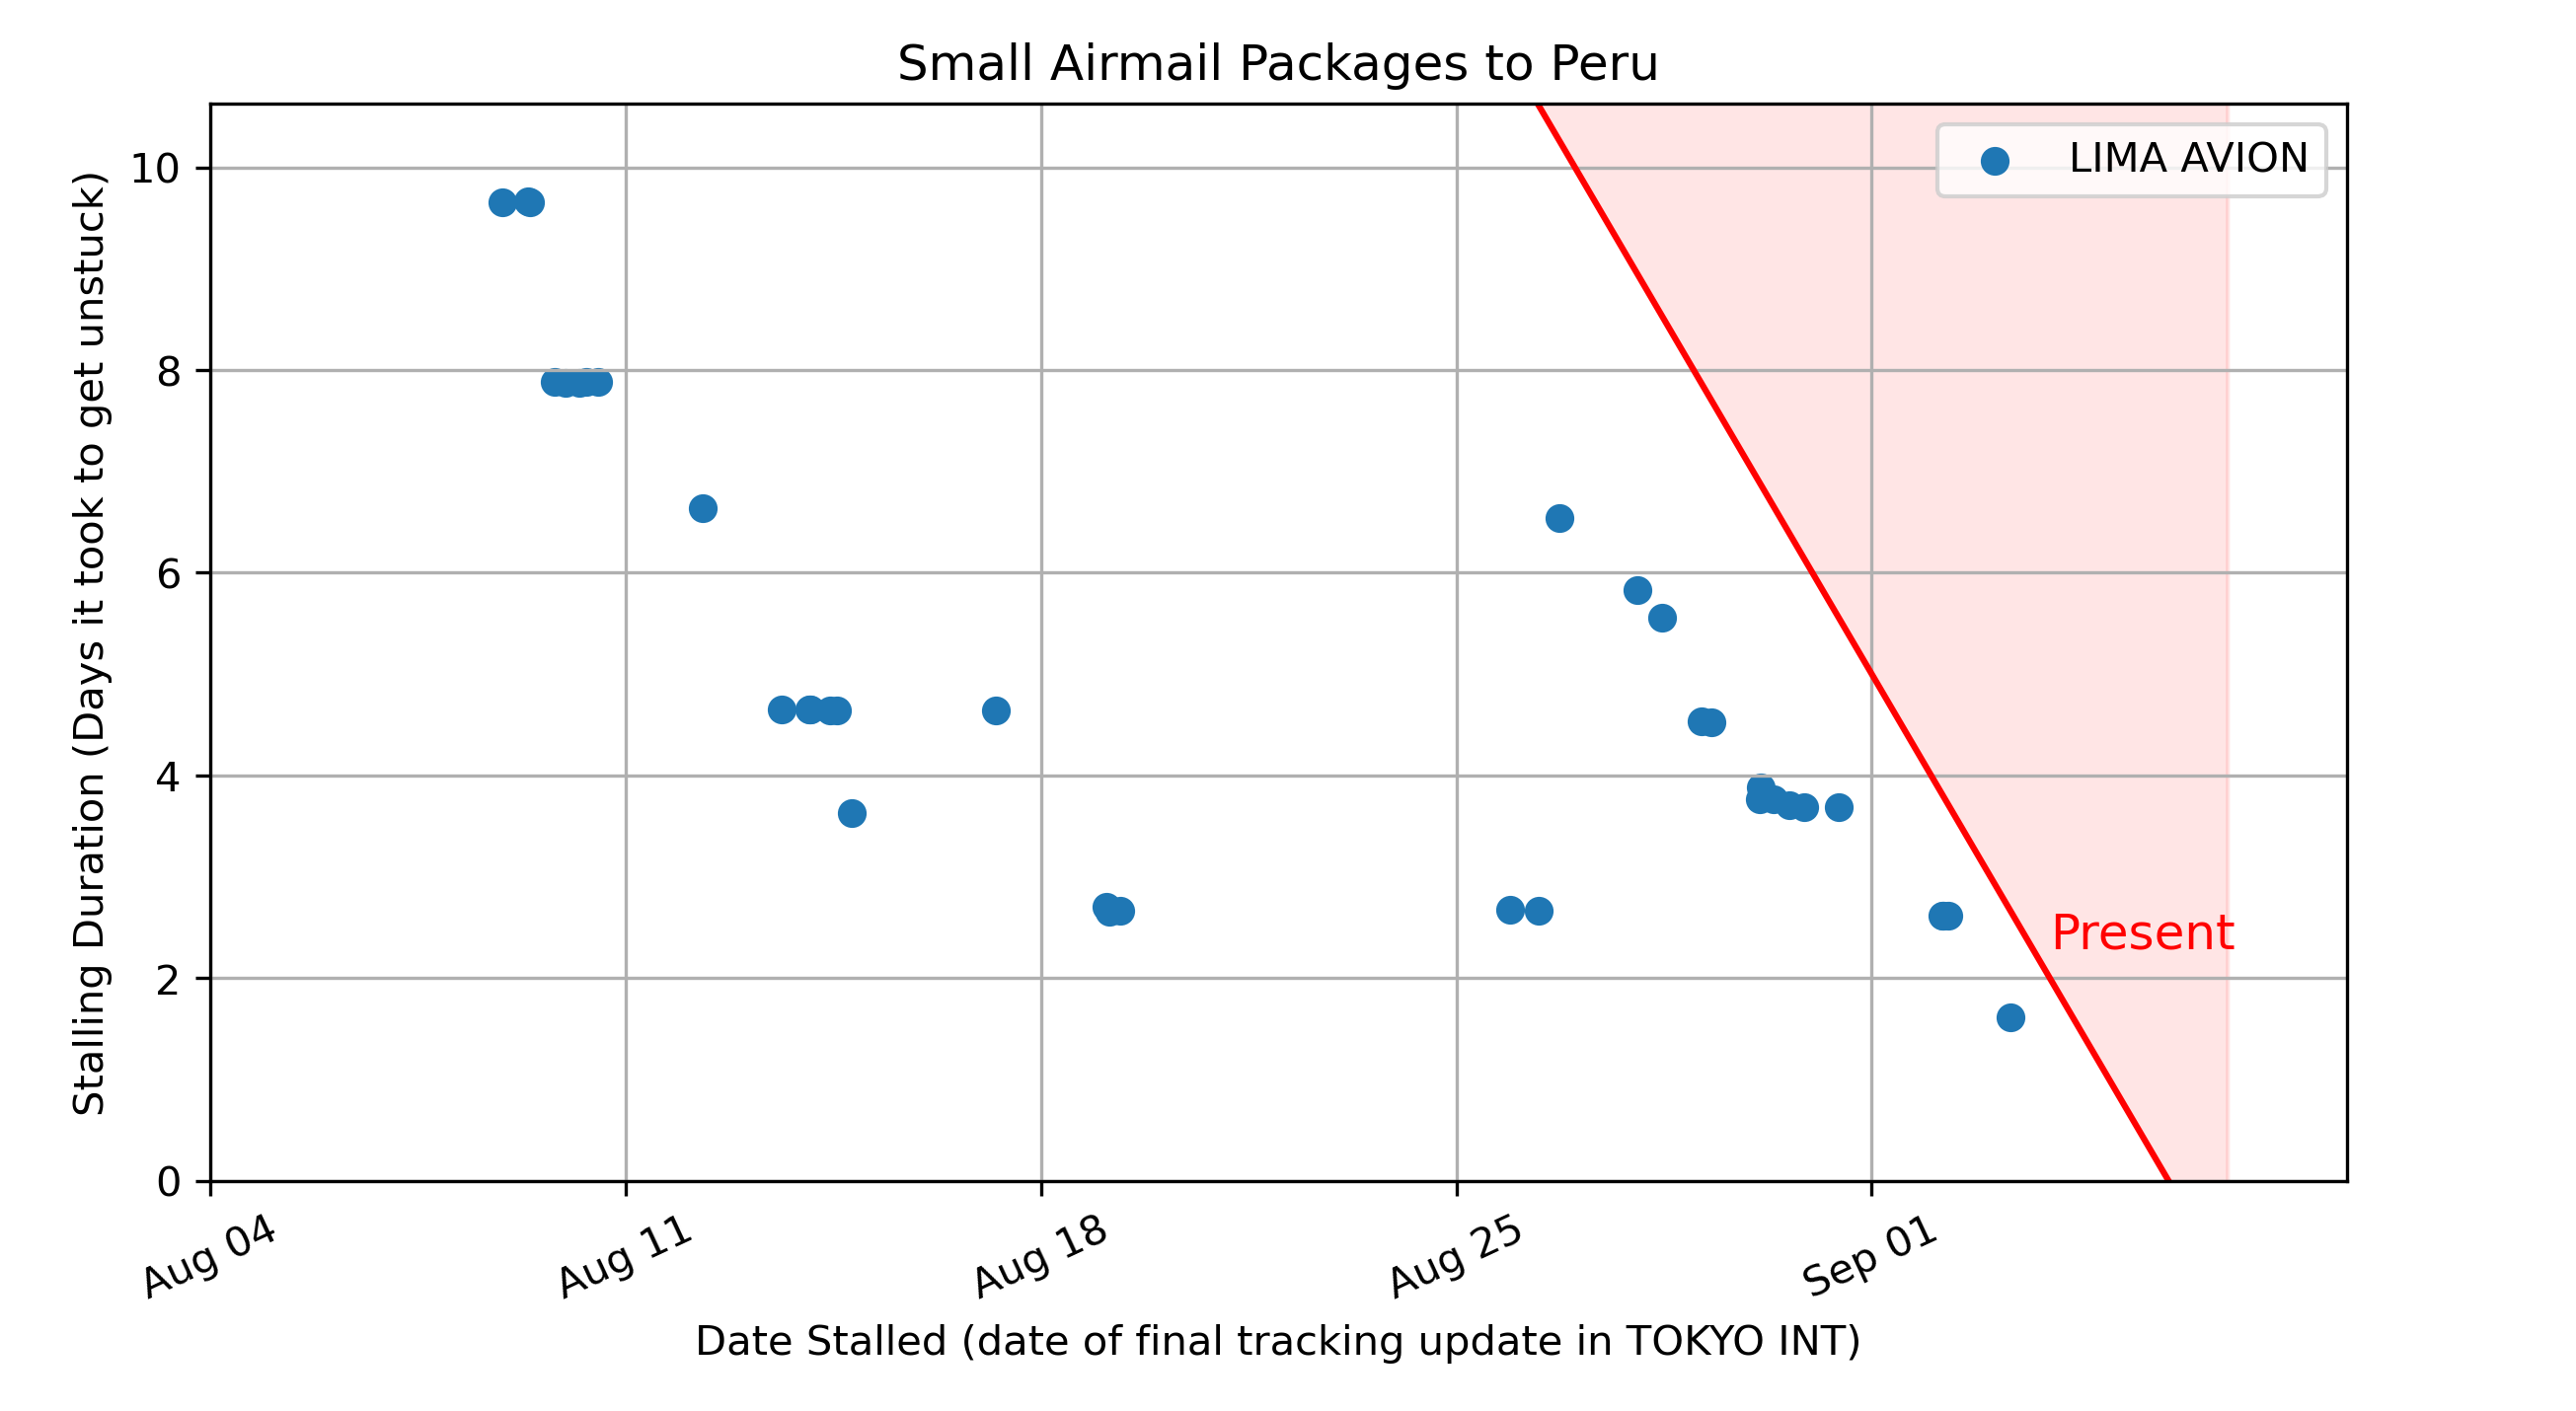 Small Airmail Packages to Peru
LIMA AVION
Stalling Duration (Days it took to get unstuck)
10
8
6
4
2
0
Present
Aug 04
Aug 11
Aug 18
Aug 25
Sep 01
Date Stalled (date of final tracking update in TOKYO INT)